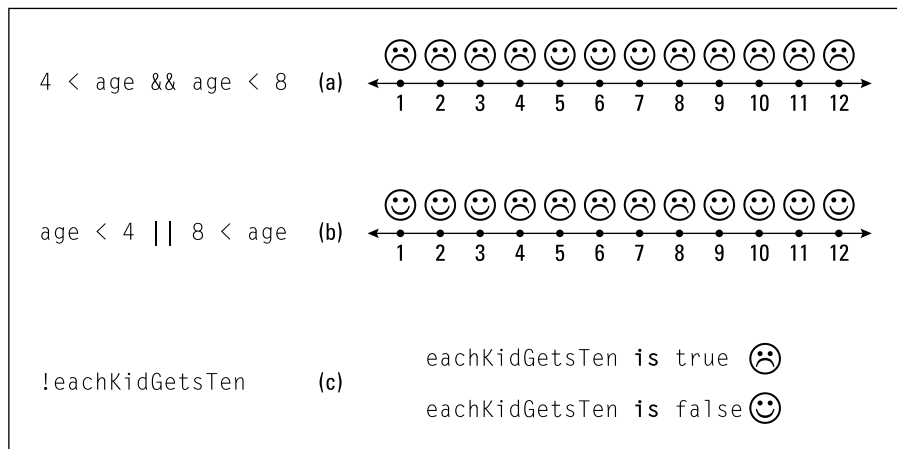 4 < age && age < 8 (a)
1 2 3 4 5 6 7 8 9 10 11 12
age < 4 || 8 < age (b)
1 2 3 4 5 6 7 8 9 10 11 12
eachKidGetsTen is true
!eachKidGetsTen (c)
eachKidGetsTen is false